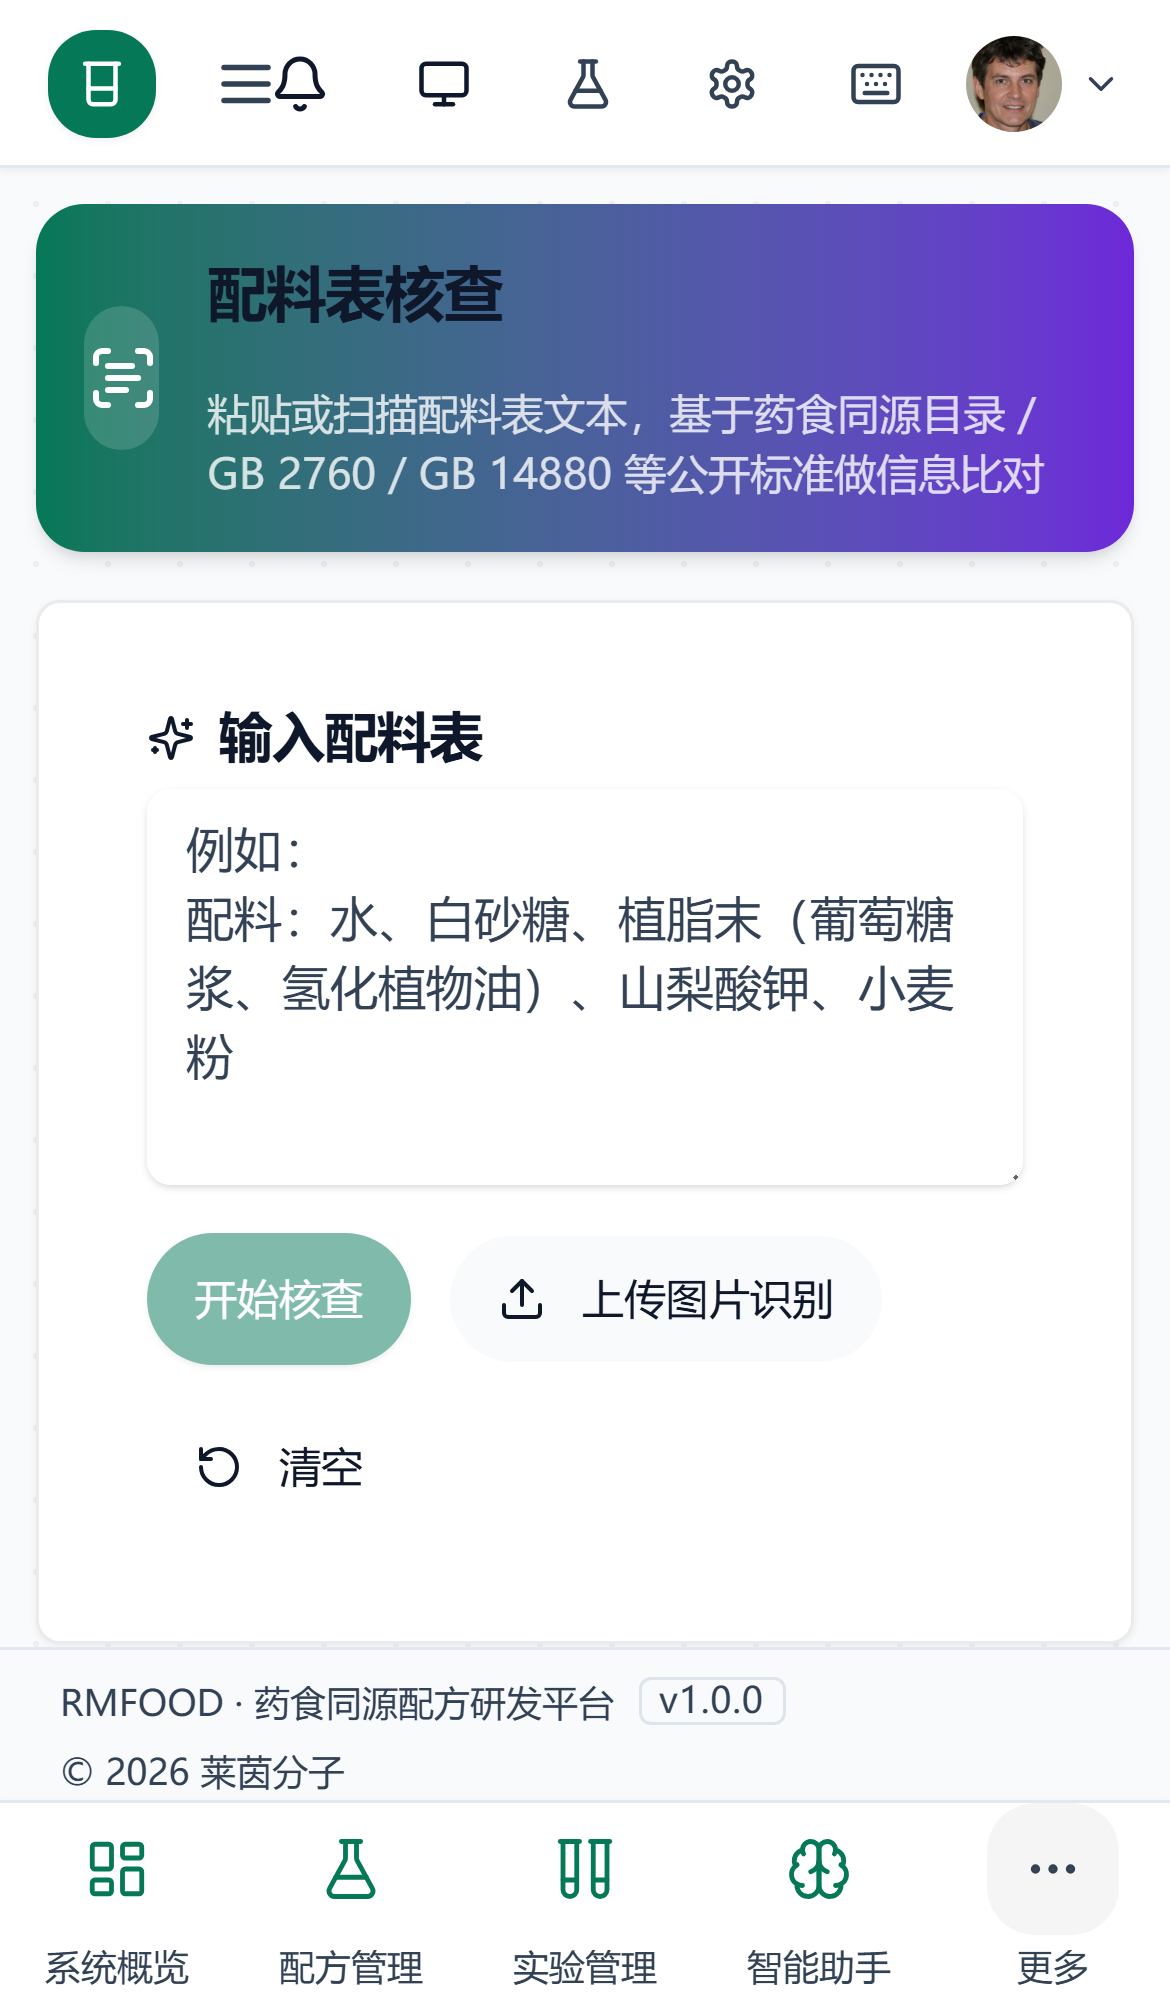 配料表核查
粘贴或扫描配料表文本，基于药食同源目录 /
GB 2760 / GB 14880 等公开标准做信息比对
输入配料表
例如：
配料：水、白砂糖、植脂末（葡萄糖
浆、氢化植物油）、山梨酸钾、小麦
粉
开始核查
上传图片识别
清空
RMFOOD · 药食同源配方研发平台 v1.0.0
© 2026 莱茵分子
系统概览
配方管理
实验管理
智能助手
更多